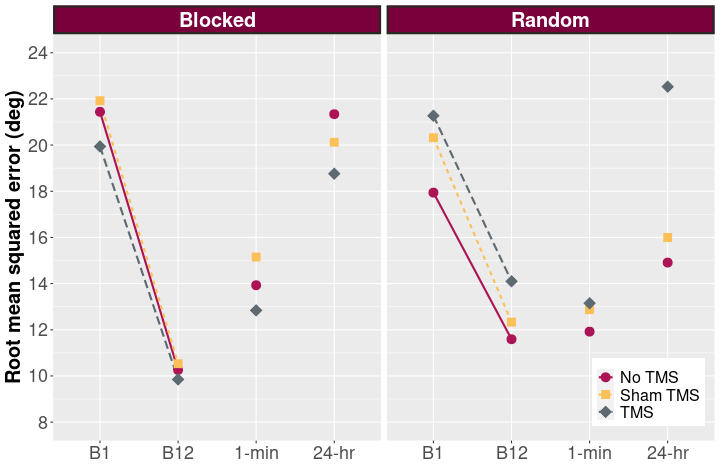 Blocked
Random
Root mean squared error (deg)
24
22
20
18
16
14
12
10
8
B1 B12 1-min 24-hr
B1 B12 1-min 24-hr
No TMS
Sham TMS
TMS